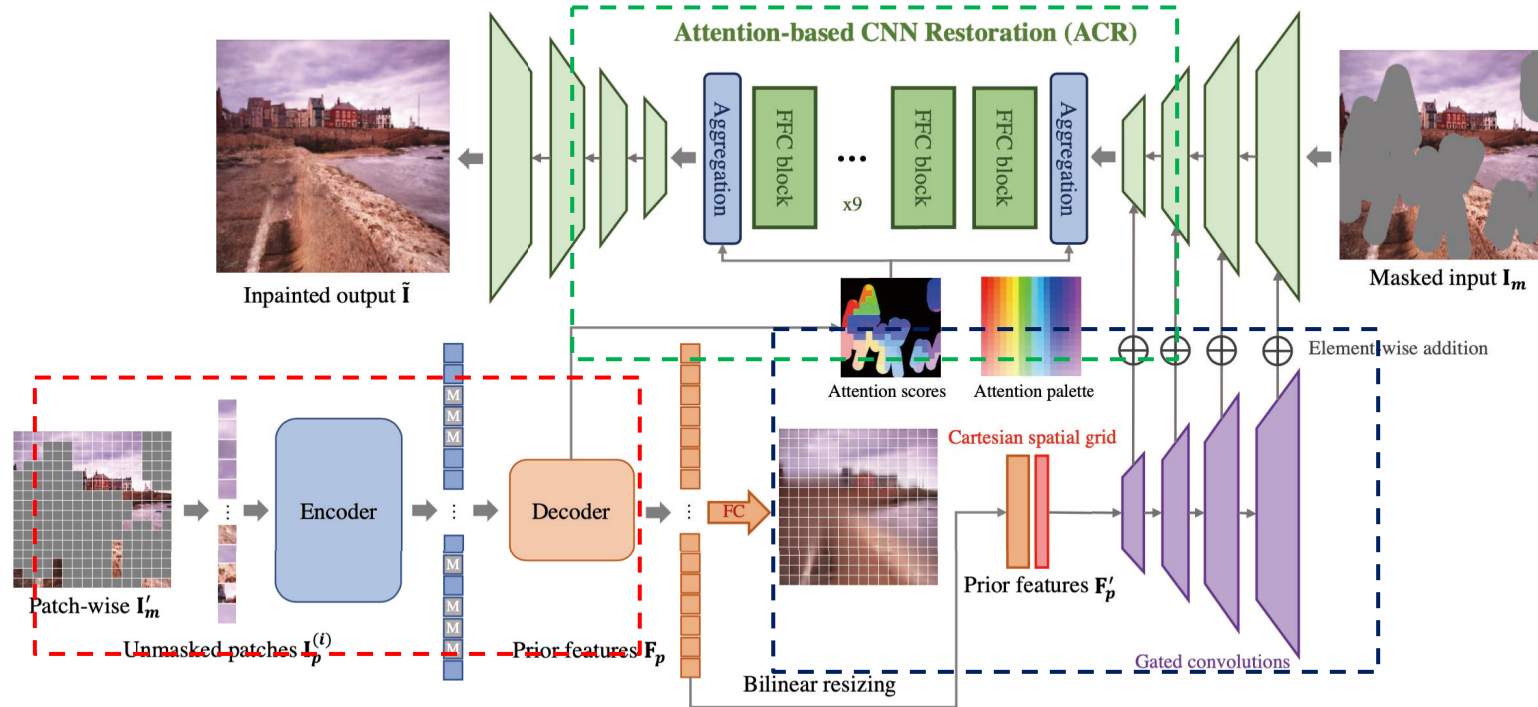 Attention-based CNN Restoration (ACR)
Aggregation
FFC block
...
x9
FFC block
FFC block
Aggregation
Inpainted output Ĩ
Masked input I_m
Attention scores
Attention palette
Element-wise addition
M
M
M
Encoder
Decoder
FC
Cartesian spatial grid
M
M
M
M
Patch-wise I'_m
Unmasked patches I_p^(i)
Prior features F_p
Prior features F'_p
Gated convolutions
Bilinear resizing